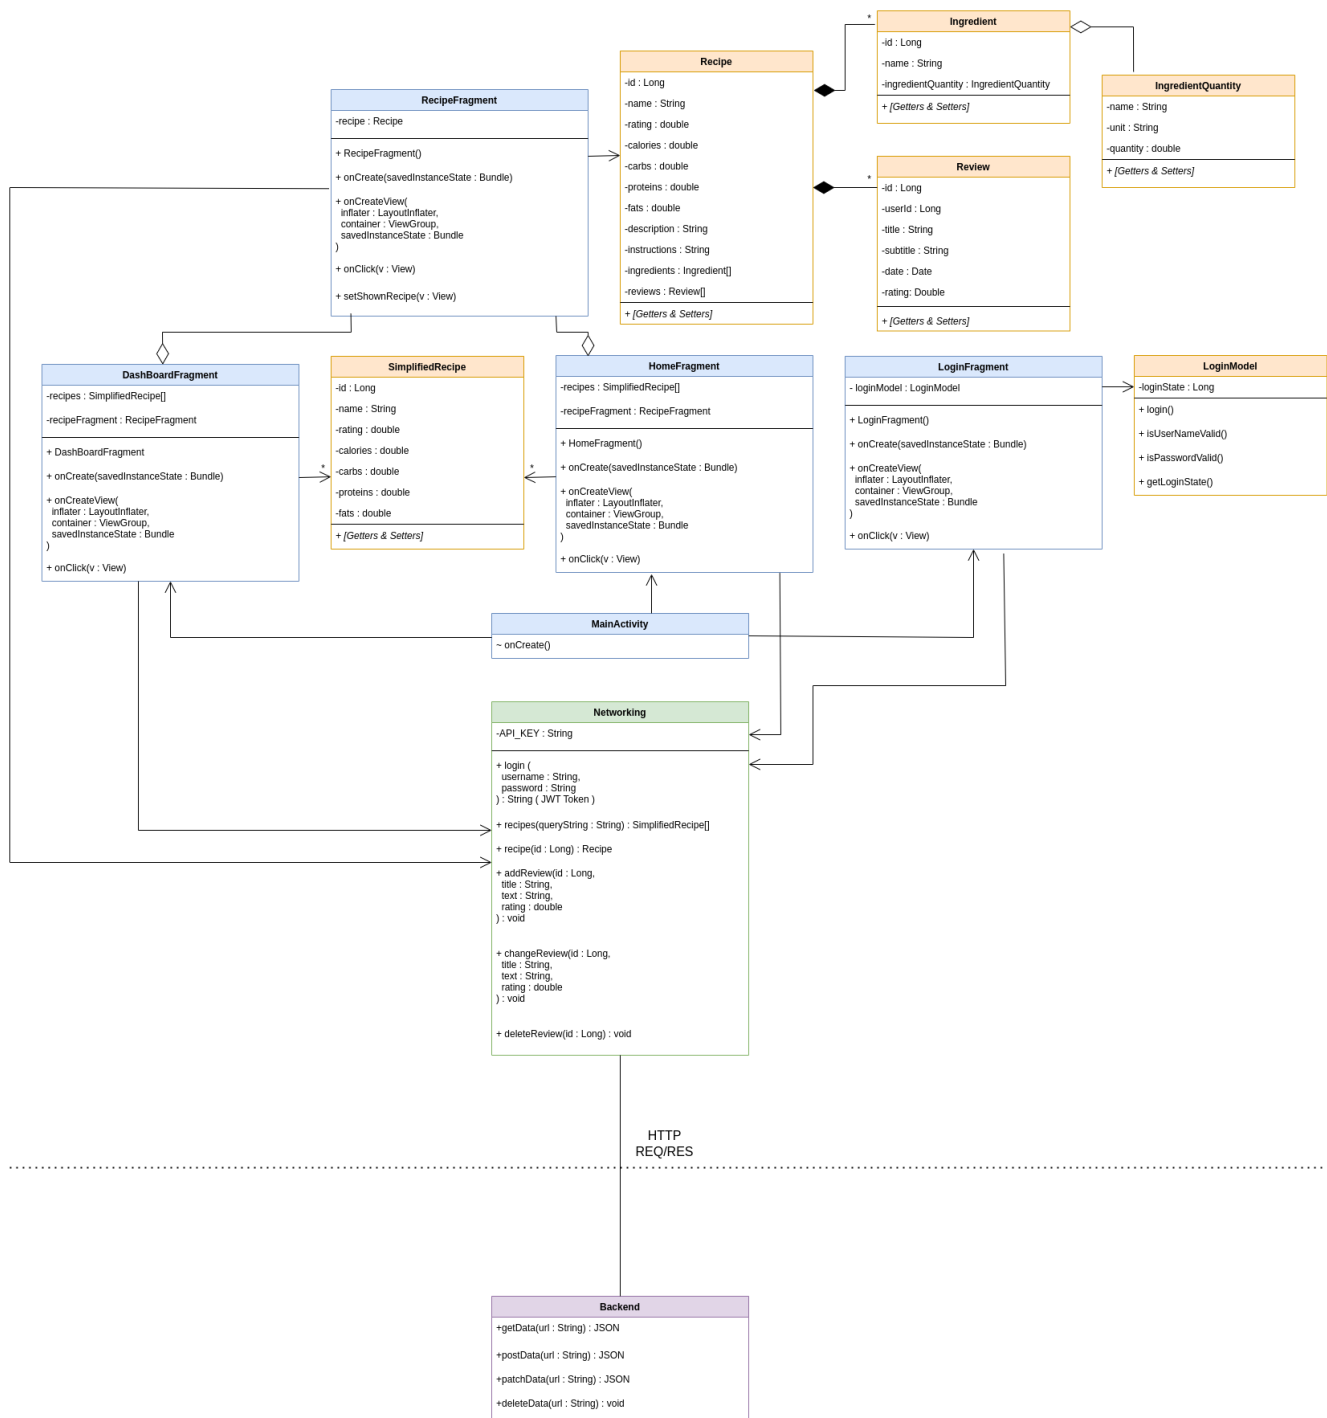 Ingredient
-id : Long
-name : String
-ingredientQuantity : IngredientQuantity
+ [Getters & Setters]
*
IngredientQuantity
-name : String
-unit : String
-quantity : double
+ [Getters & Setters]
Recipe
-id : Long
-name : String
-rating : double
-calories : double
-carbs : double
-proteins : double
-fats : double
-description : String
-instructions : String
-ingredients : Ingredient[]
-reviews : Review[]
+ [Getters & Setters]
*
Review
-id : Long
-userId : Long
-title : String
-subtitle : String
-date : Date
-rating: Double
+ [Getters & Setters]
RecipeFragment
-recipe : Recipe
+ RecipeFragment()
+ onCreate(savedInstanceState : Bundle)
+ onCreateView(
inflater : LayoutInflater,
container : ViewGroup,
savedInstanceState : Bundle
)
+ onClick(v : View)
+ setShownRecipe(v : View)
DashBoardFragment
-recipes : SimplifiedRecipe[]
-recipeFragment : RecipeFragment
+ DashBoardFragment
+ onCreate(savedInstanceState : Bundle)
+ onCreateView(
inflater : LayoutInflater,
container : ViewGroup,
savedInstanceState : Bundle
)
+ onClick(v : View)
*
SimplifiedRecipe
-id : Long
-name : String
-rating : double
-calories : double
-carbs : double
-proteins : double
-fats : double
+ [Getters & Setters]
*
HomeFragment
-recipes : SimplifiedRecipe[]
-recipeFragment : RecipeFragment
+ HomeFragment()
+ onCreate(savedInstanceState : Bundle)
+ onCreateView(
inflater : LayoutInflater,
container : ViewGroup,
savedInstanceState : Bundle
)
+ onClick(v : View)
LoginFragment
- loginModel : LoginModel
+ LoginFragment()
+ onCreate(savedInstanceState : Bundle)
+ onCreateView(
inflater : LayoutInflater,
container : ViewGroup,
savedInstanceState : Bundle
)
+ onClick(v : View)
LoginModel
-loginState : Long
+ login()
+ isUserNameValid()
+ isPasswordValid()
+ getLoginState()
MainActivity
~ onCreate()
Networking
-API_KEY : String
+ login (
username : String,
password : String
) : String ( JWT Token )
+ recipes(queryString : String) : SimplifiedRecipe[]
+ recipe(id : Long) : Recipe
+ addReview(id : Long,
title : String,
text : String,
rating : double
) : void
+ changeReview(id : Long,
title : String,
text : String,
rating : double
) : void
+ deleteReview(id : Long) : void
HTTP
REQ/RES
Backend
+getData(url : String) : JSON
+postData(url : String) : JSON
+patchData(url : String) : JSON
+deleteData(url : String) : void